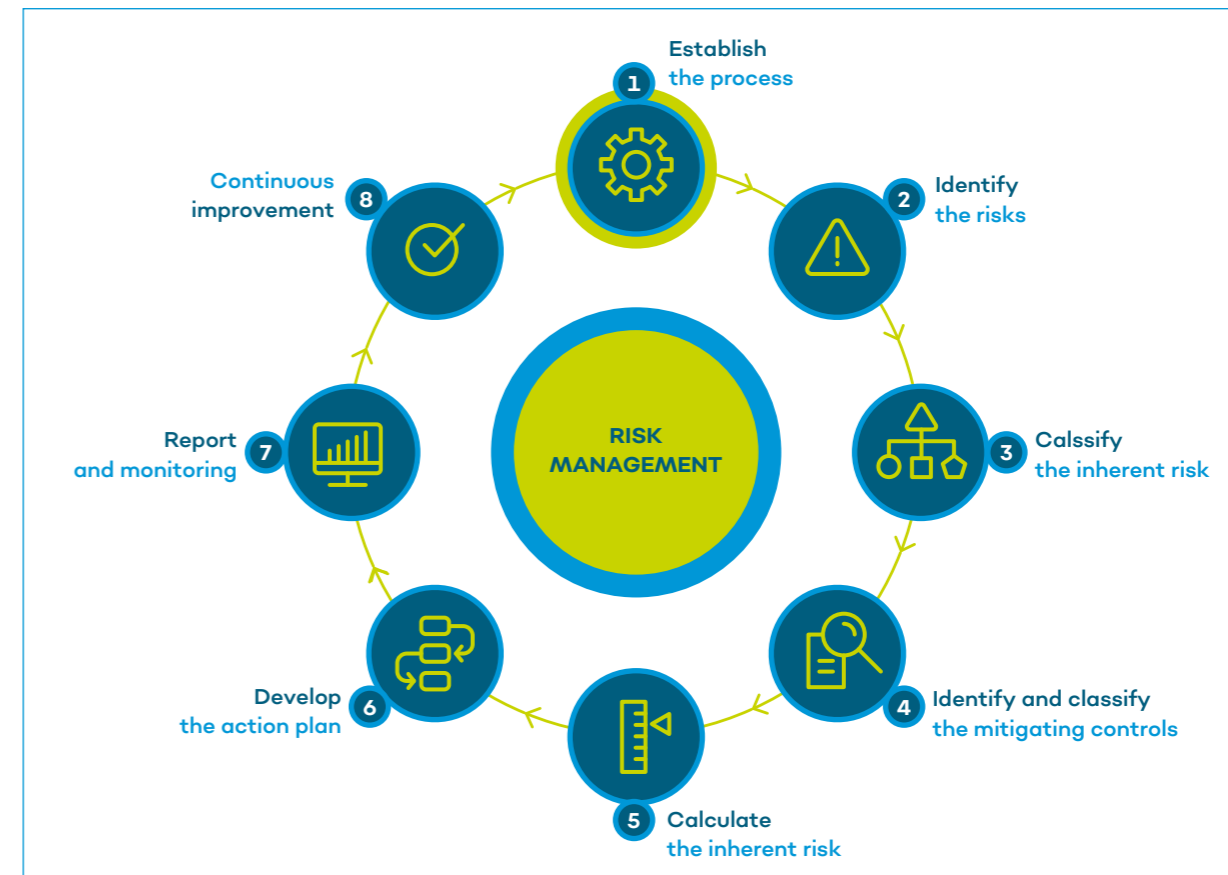 1
Establish
the process
2
Identify
the risks
3
Calssify
the inherent risk
4
Identify and classify
the mitigating controls
5
Calculate
the inherent risk
6
Develop
the action plan
7
Report
and monitoring
8
Continuous
improvement
RISK
MANAGEMENT